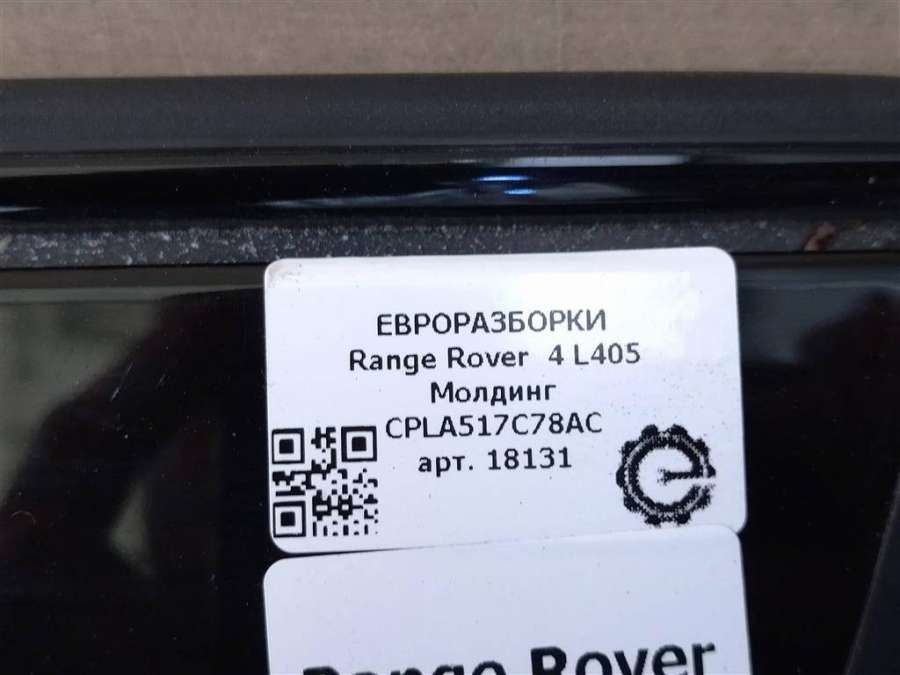 ЕВРОРАЗБОРКИ
Range Rover 4 L405
Молдинг
CPLA517C78AC
арт. 18131
Range Rover